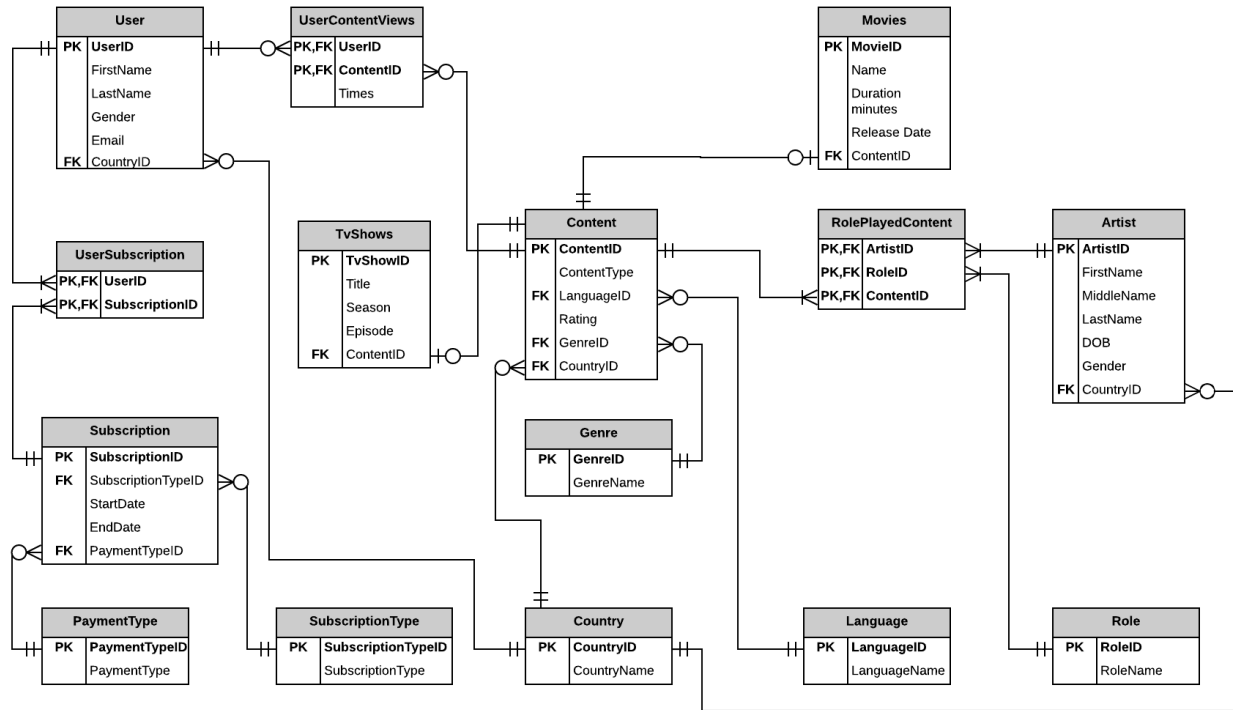 User
PK UserID
FirstName
LastName
Gender
Email
FK CountryID
UserContentViews
PK,FK UserID
PK,FK ContentID
Times
Movies
PK MovieID
Name
Duration
minutes
Release Date
FK ContentID
UserSubscription
PK,FK UserID
PK,FK SubscriptionID
TvShows
PK TvShowID
Title
Season
Episode
FK ContentID
Content
PK ContentID
ContentType
FK LanguageID
Rating
FK GenreID
FK CountryID
RolePlayedContent
PK,FK ArtistID
PK,FK RoleID
PK,FK ContentID
Artist
PK ArtistID
FirstName
MiddleName
LastName
DOB
Gender
FK CountryID
Subscription
PK SubscriptionID
FK SubscriptionTypeID
StartDate
EndDate
FK PaymentTypeID
Genre
PK GenreID
GenreName
PaymentType
PK PaymentTypeID
PaymentType
SubscriptionType
PK SubscriptionTypeID
SubscriptionType
Country
PK CountryID
CountryName
Language
PK LanguageID
LanguageName
Role
PK RoleID
RoleName